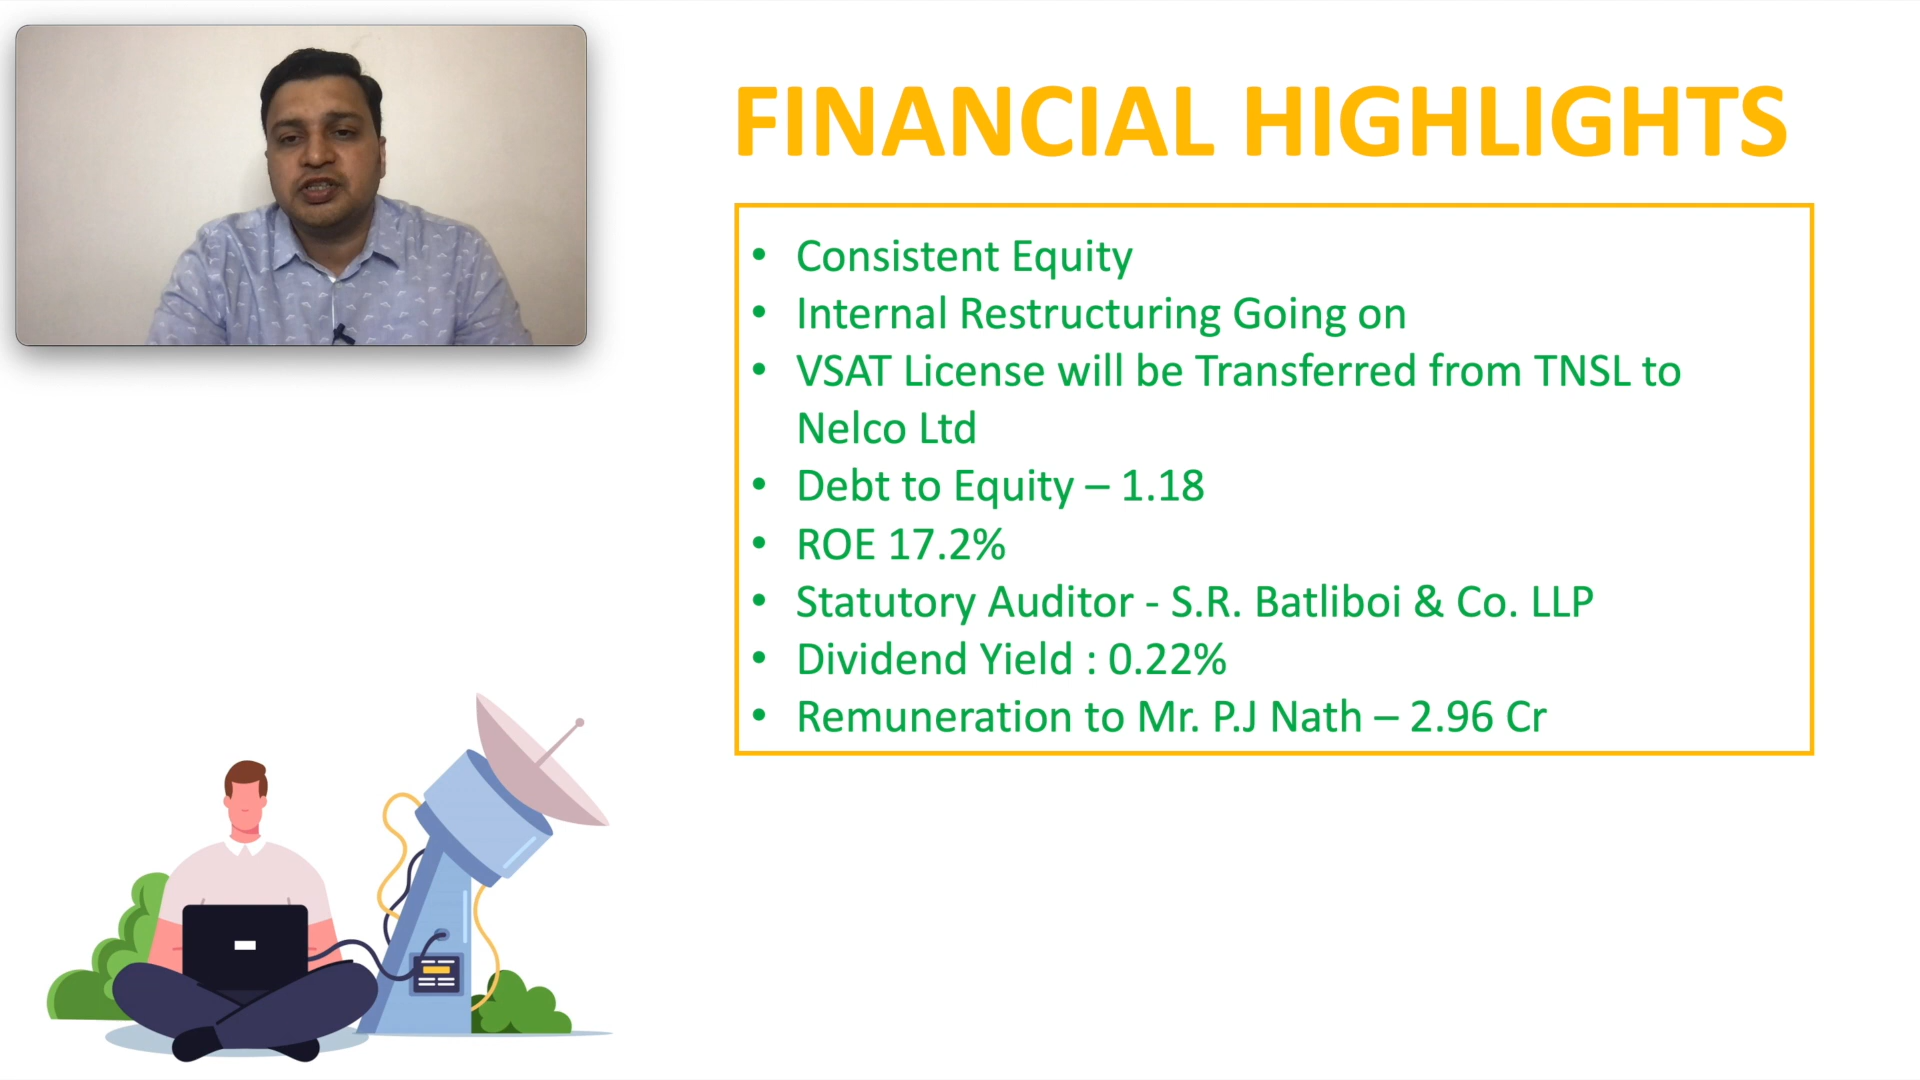 FINANCIAL HIGHLIGHTS
• Consistent Equity
• Internal Restructuring Going on
• VSAT License will be Transferred from TNSL to
Nelco Ltd
• Debt to Equity – 1.18
• ROE 17.2%
• Statutory Auditor - S.R. Batliboi & Co. LLP
• Dividend Yield : 0.22%
• Remuneration to Mr. P.J Nath – 2.96 Cr